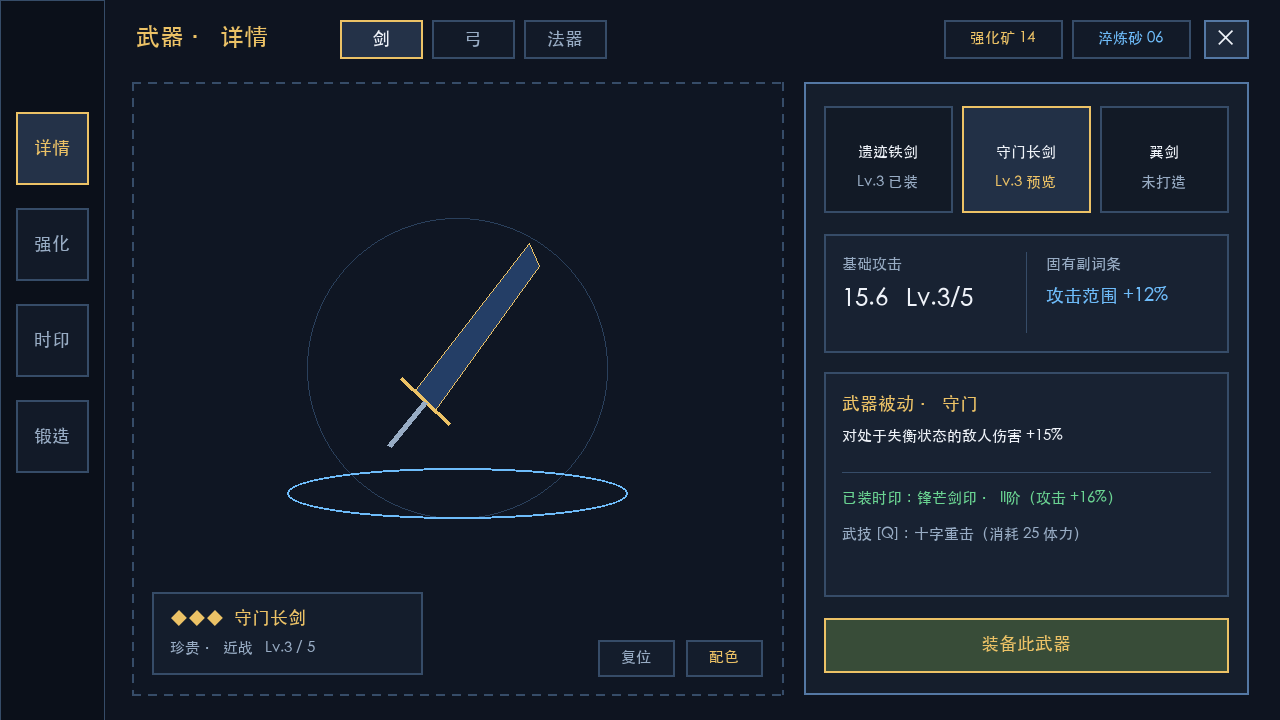 武器 · 详情
剑
弓
法器
强化矿 14
淬炼砂 06
详情
强化
时印
锻造
遗迹铁剑
Lv.3 已装
守门长剑
Lv.3 预览
翼剑
未打造
基础攻击
15.6 Lv.3/5
固有副词条
攻击范围 +12%
武器被动 · 守门
对处于失衡状态的敌人伤害 +15%
已装时印：锋芒剑印 · Ⅱ阶（攻击 +16%）
武技 [Q]：十字重击（消耗 25 体力）
◆◆◆ 守门长剑
珍贵 · 近战 Lv.3 / 5
复位
配色
装备此武器